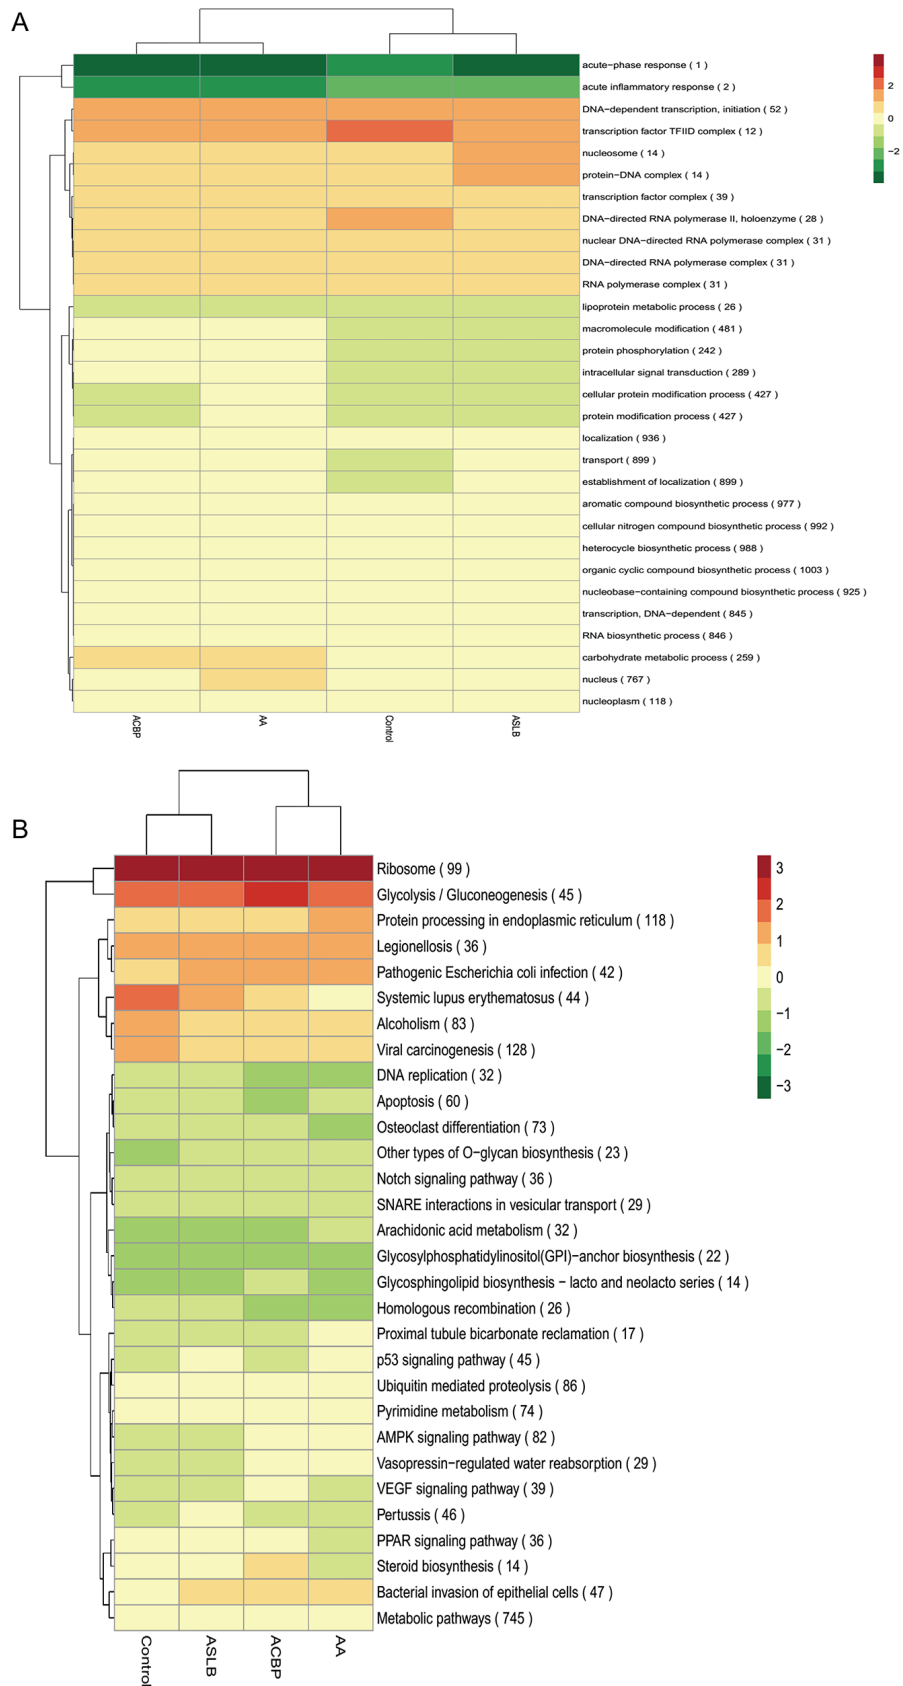 A
acute−phase response ( 1 )
acute inflammatory response ( 2 )
DNA−dependent transcription, initiation ( 52 )
transcription factor TFIID complex ( 12 )
nucleosome ( 14 )
protein−DNA complex ( 14 )
transcription factor complex ( 39 )
DNA−directed RNA polymerase II, holoenzyme ( 28 )
nuclear DNA−directed RNA polymerase complex ( 31 )
DNA−directed RNA polymerase complex ( 31 )
RNA polymerase complex ( 31 )
lipoprotein metabolic process ( 26 )
macromolecule modification ( 481 )
protein phosphorylation ( 242 )
intracellular signal transduction ( 289 )
cellular protein modification process ( 427 )
protein modification process ( 427 )
localization ( 936 )
transport ( 899 )
establishment of localization ( 899 )
aromatic compound biosynthetic process ( 977 )
cellular nitrogen compound biosynthetic process ( 992 )
heterocycle biosynthetic process ( 988 )
organic cyclic compound biosynthetic process ( 1003 )
nucleobase−containing compound biosynthetic process ( 925 )
transcription, DNA−dependent ( 845 )
RNA biosynthetic process ( 846 )
carbohydrate metabolic process ( 259 )
nucleus ( 767 )
nucleoplasm ( 118 )
2
0
−2
ACBP
AA
Control
ASLB
B
Ribosome ( 99 )
Glycolysis / Gluconeogenesis ( 45 )
Protein processing in endoplasmic reticulum ( 118 )
Legionellosis ( 36 )
Pathogenic Escherichia coli infection ( 42 )
Systemic lupus erythematosus ( 44 )
Alcoholism ( 83 )
Viral carcinogenesis ( 128 )
DNA replication ( 32 )
Apoptosis ( 60 )
Osteoclast differentiation ( 73 )
Other types of O−glycan biosynthesis ( 23 )
Notch signaling pathway ( 36 )
SNARE interactions in vesicular transport ( 29 )
Arachidonic acid metabolism ( 32 )
Glycosylphosphatidylinositol(GPI)−anchor biosynthesis ( 22 )
Glycosphingolipid biosynthesis − lacto and neolacto series ( 14 )
Homologous recombination ( 26 )
Proximal tubule bicarbonate reclamation ( 17 )
p53 signaling pathway ( 45 )
Ubiquitin mediated proteolysis ( 86 )
Pyrimidine metabolism ( 74 )
AMPK signaling pathway ( 82 )
Vasopressin−regulated water reabsorption ( 29 )
VEGF signaling pathway ( 39 )
Pertussis ( 46 )
PPAR signaling pathway ( 36 )
Steroid biosynthesis ( 14 )
Bacterial invasion of epithelial cells ( 47 )
Metabolic pathways ( 745 )
3
2
1
0
−1
−2
−3
Control
ASLB
ACBP
AA